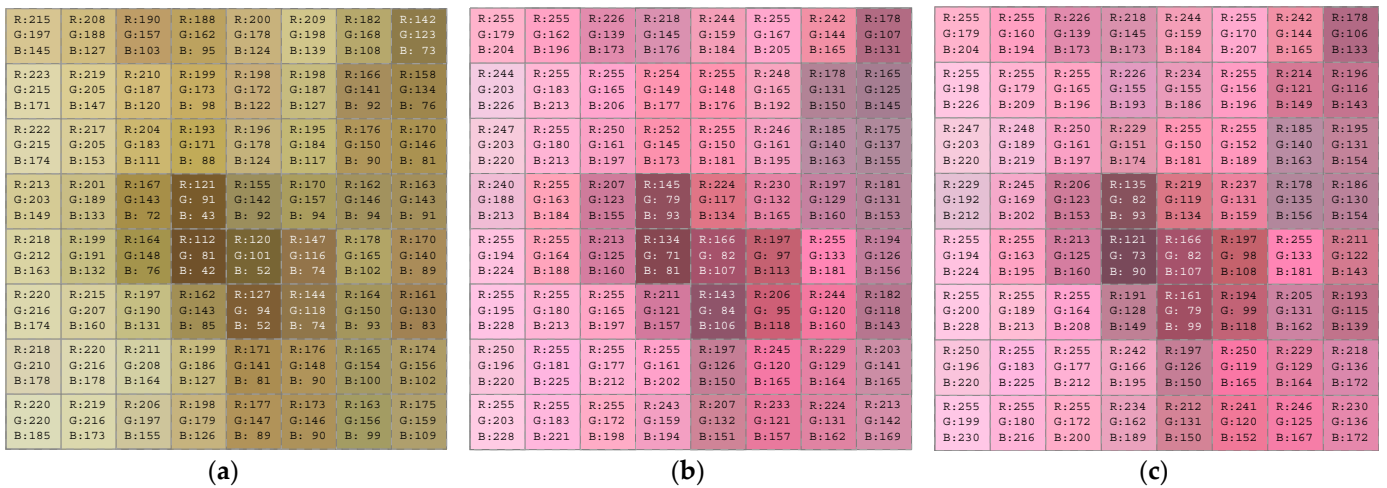 R:215 R:208 R:190 R:188 R:200 R:209 R:182 R:142
G:197 G:188 G:157 G:162 G:178 G:198 G:168 G:123
B:145 B:127 B:103 B: 95 B:124 B:139 B:108 B: 73
R:223 R:219 R:210 R:199 R:198 R:198 R:166 R:158
G:215 G:205 G:187 G:173 G:172 G:187 G:141 G:134
B:171 B:147 B:120 B: 98 B:122 B:127 B: 92 B: 76
R:222 R:217 R:204 R:193 R:196 R:195 R:176 R:170
G:215 G:205 G:183 G:171 G:178 G:184 G:150 G:146
B:174 B:153 B:111 B: 88 B:124 B:117 B: 90 B: 81
R:213 R:201 R:167 R:121 R:155 R:170 R:162 R:163
G:203 G:189 G:143 G: 91 G:142 G:157 G:146 G:143
B:149 B:133 B: 72 B: 43 B: 92 B: 94 B: 94 B: 91
R:218 R:199 R:164 R:112 R:120 R:147 R:178 R:170
G:212 G:191 G:148 G: 81 G:101 G:116 G:165 G:140
B:163 B:132 B: 76 B: 42 B: 52 B: 74 B:102 B: 89
R:220 R:215 R:197 R:162 R:127 R:144 R:164 R:161
G:216 G:207 G:190 G:143 G: 94 G:118 G:150 G:130
B:174 B:160 B:131 B: 85 B: 52 B: 74 B: 93 B: 83
R:218 R:220 R:211 R:199 R:171 R:176 R:165 R:174
G:210 G:216 G:208 G:186 G:141 G:148 G:154 G:156
B:178 B:178 B:164 B:127 B: 81 B: 90 B:100 B:102
R:220 R:219 R:206 R:198 R:177 R:173 R:163 R:175
G:220 G:216 G:197 G:179 G:147 G:146 G:156 G:159
B:185 B:173 B:155 B:126 B: 89 B: 90 B: 99 B:109
(a)
R:255 R:255 R:226 R:218 R:244 R:255 R:242 R:178
G:179 G:162 G:139 G:145 G:159 G:167 G:144 G:107
B:204 B:196 B:173 B:176 B:184 B:205 B:165 B:131
R:244 R:255 R:255 R:254 R:255 R:248 R:178 R:165
G:203 G:183 G:165 G:149 G:148 G:168 G:131 G:125
B:226 B:213 B:206 B:177 B:176 B:192 B:150 B:145
R:247 R:255 R:250 R:252 R:255 R:246 R:185 R:175
G:203 G:180 G:161 G:145 G:150 G:161 G:140 G:137
B:220 B:213 B:197 B:173 B:181 B:195 B:163 B:155
R:240 R:255 R:207 R:145 R:224 R:230 R:197 R:181
G:188 G:163 G:123 G: 79 G:117 G:132 G:129 G:131
B:213 B:184 B:155 B: 93 B:134 B:165 B:160 B:153
R:255 R:255 R:213 R:134 R:166 R:197 R:255 R:194
G:194 G:164 G:125 G: 71 G: 82 G: 97 G:133 G:126
B:224 B:188 B:160 B: 81 B:107 B:113 B:181 B:156
R:255 R:255 R:255 R:211 R:143 R:206 R:244 R:182
G:195 G:180 G:165 G:121 G: 84 G: 95 G:120 G:118
B:228 B:213 B:197 B:157 B:106 B:118 B:160 B:143
R:250 R:255 R:255 R:255 R:197 R:245 R:229 R:203
G:196 G:181 G:177 G:161 G:126 G:120 G:129 G:141
B:220 B:225 B:212 B:202 B:150 B:165 B:164 B:165
R:255 R:255 R:255 R:243 R:207 R:233 R:224 R:213
G:203 G:183 G:172 G:159 G:132 G:121 G:131 G:142
B:228 B:221 B:198 B:194 B:151 B:157 B:162 B:169
(b)
R:255 R:255 R:226 R:218 R:244 R:255 R:242 R:178
G:179 G:160 G:139 G:145 G:159 G:170 G:144 G:106
B:204 B:194 B:173 B:173 B:184 B:207 B:165 B:133
R:255 R:255 R:255 R:226 R:234 R:255 R:214 R:196
G:198 G:179 G:165 G:155 G:155 G:156 G:121 G:116
B:226 B:209 B:196 B:193 B:186 B:196 B:149 B:143
R:247 R:248 R:250 R:229 R:255 R:255 R:185 R:195
G:203 G:189 G:161 G:151 G:150 G:152 G:140 G:131
B:220 B:219 B:197 B:174 B:181 B:189 B:163 B:154
R:229 R:245 R:206 R:135 R:219 R:237 R:178 R:186
G:192 G:169 G:123 G: 82 G:119 G:131 G:135 G:130
B:212 B:202 B:153 B: 93 B:134 B:159 B:156 B:154
R:255 R:255 R:213 R:121 R:166 R:197 R:255 R:211
G:194 G:163 G:125 G: 73 G: 82 G: 98 G:133 G:122
B:224 B:195 B:160 B: 90 B:107 B:108 B:181 B:143
R:255 R:255 R:255 R:191 R:161 R:194 R:205 R:193
G:200 G:189 G:164 G:128 G: 79 G: 99 G:131 G:115
B:228 B:213 B:208 B:149 B: 99 B:118 B:162 B:139
R:250 R:255 R:255 R:242 R:197 R:250 R:229 R:218
G:196 G:183 G:177 G:166 G:126 G:119 G:129 G:136
B:220 B:225 B:212 B:195 B:150 B:165 B:164 B:172
R:255 R:255 R:255 R:234 R:212 R:241 R:246 R:230
G:199 G:180 G:172 G:162 G:131 G:120 G:125 G:136
B:230 B:216 B:200 B:189 B:150 B:152 B:167 B:172
(c)